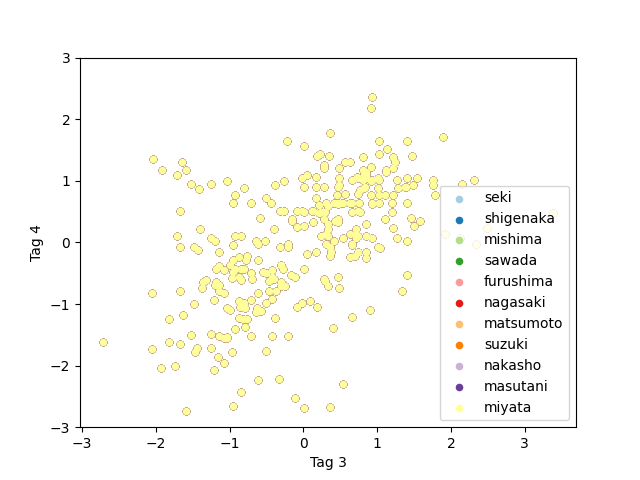 3
2
1
0
−1
−2
−3
Tag 4
−3 −2 −1 0 1 2 3
Tag 3
seki
shigenaka
mishima
sawada
furushima
nagasaki
matsumoto
suzuki
nakasho
masutani
miyata